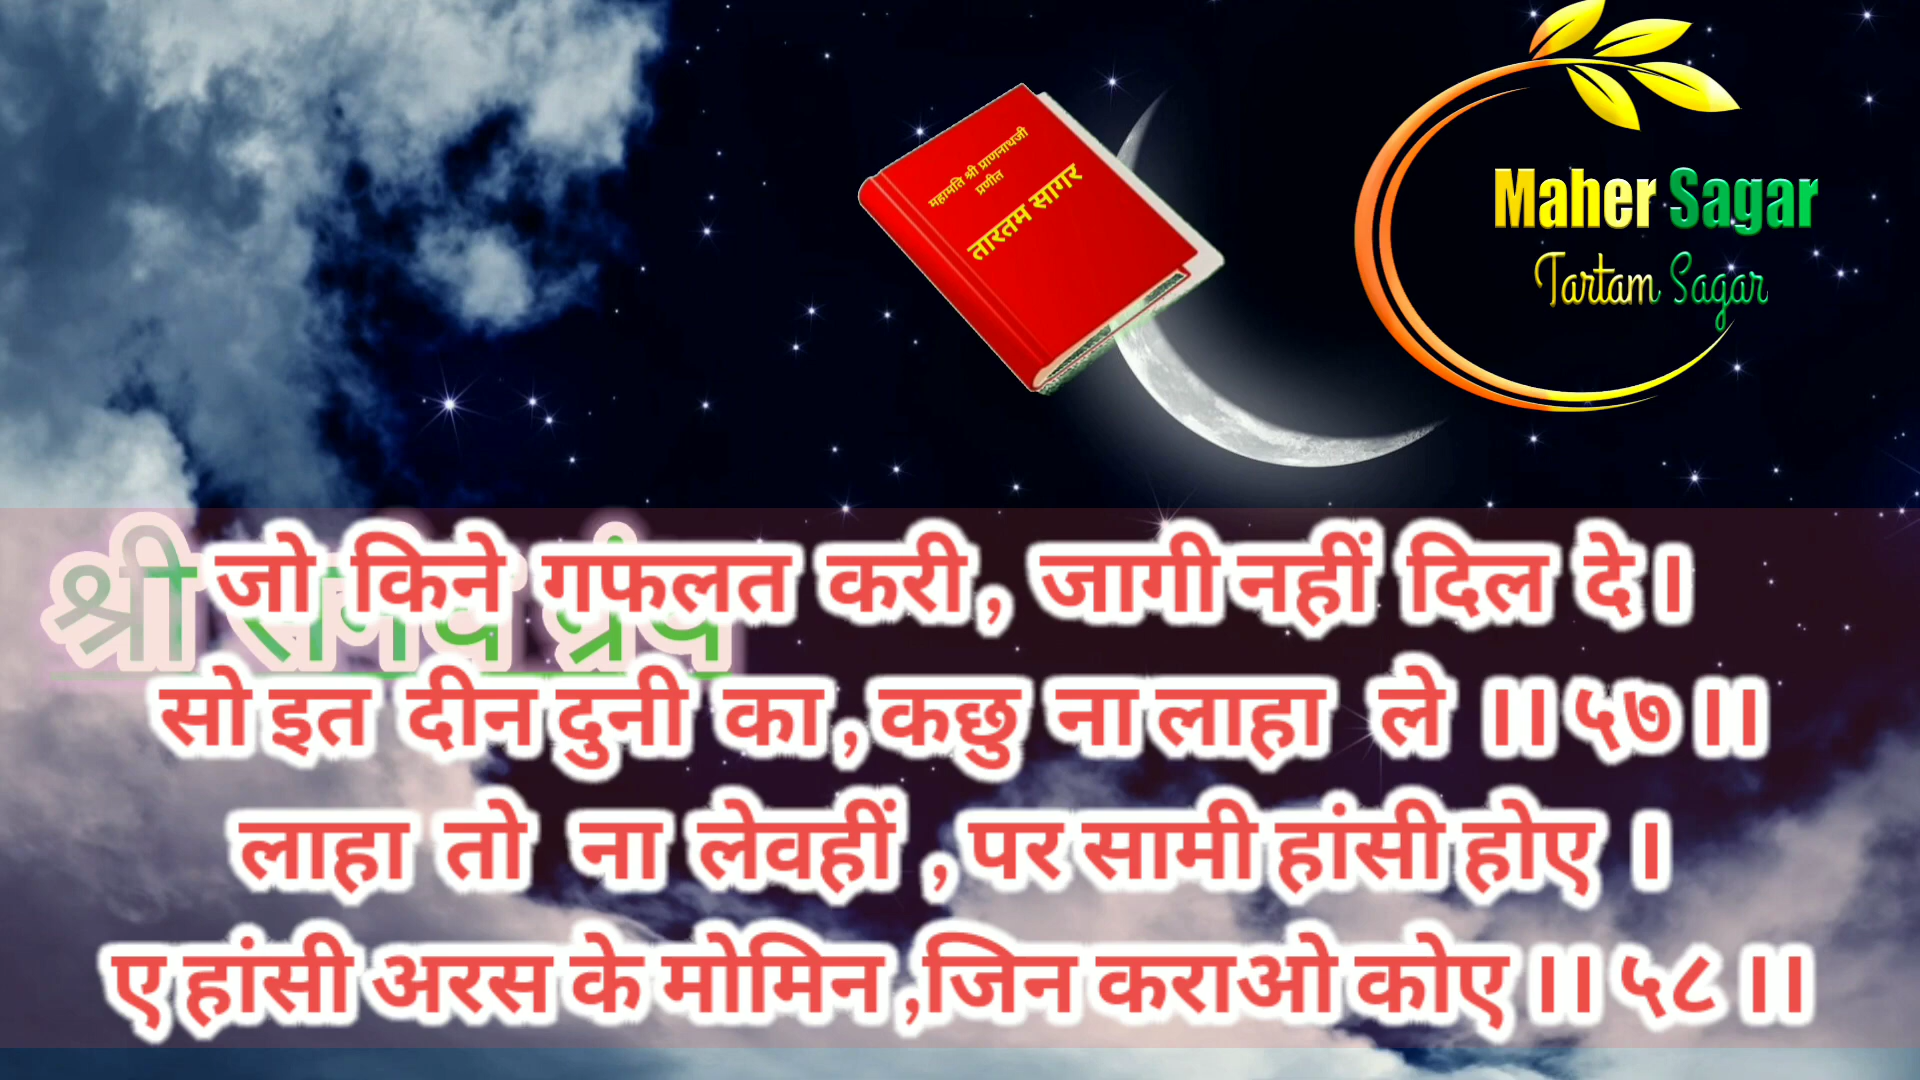 महामति श्री प्राणनाथजी
प्रणीत
तारतम सागर
Maher Sagar
Tartam Sagar
श्री
जो किने गफलत करी, जागी नहीं दिल दे।
सो इत दीन दुनी का, कछु ना लाहा ले ।।५७।।
लाहा तो ना लेवहीं , पर सामी हांसी होए ।
ए हांसी अरस के मोमिन ,जिन कराओ कोए ।।५८।।